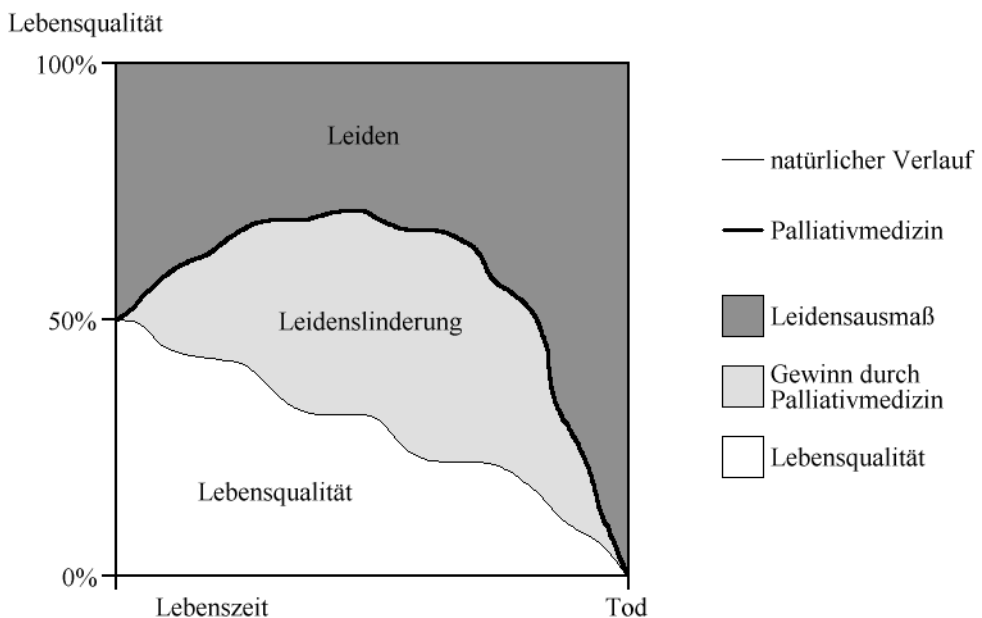 Lebensqualität
100%
Leiden
natürlicher Verlauf
Palliativmedizin
50%
Leidenslinderung
Leidensausmaß
Gewinn durch
Palliativmedizin
Lebensqualität
Lebensqualität
0%
Lebenszeit
Tod